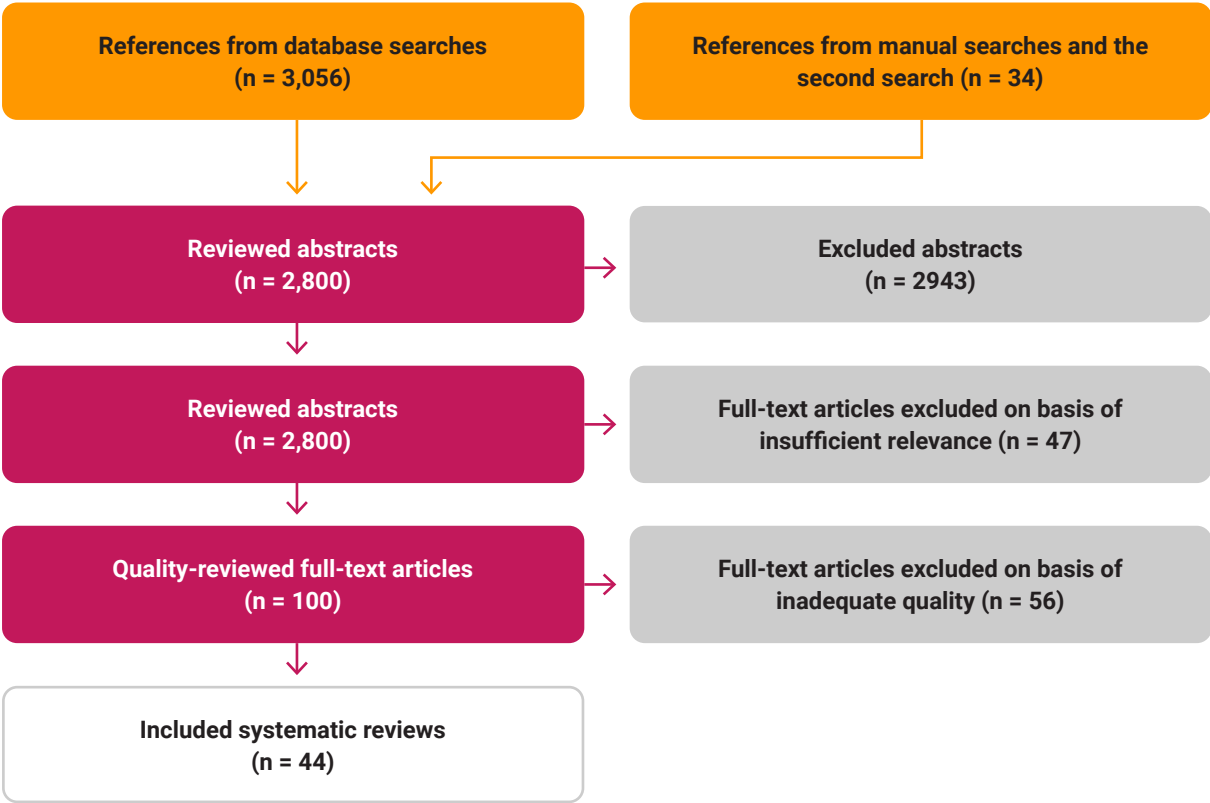 References from database searches
(n = 3,056)
References from manual searches and the
second search (n = 34)
Reviewed abstracts
(n = 2,800)
Excluded abstracts
(n = 2943)
Reviewed abstracts
(n = 2,800)
Full-text articles excluded on basis of
insufficient relevance (n = 47)
Quality-reviewed full-text articles
(n = 100)
Full-text articles excluded on basis of
inadequate quality (n = 56)
Included systematic reviews
(n = 44)